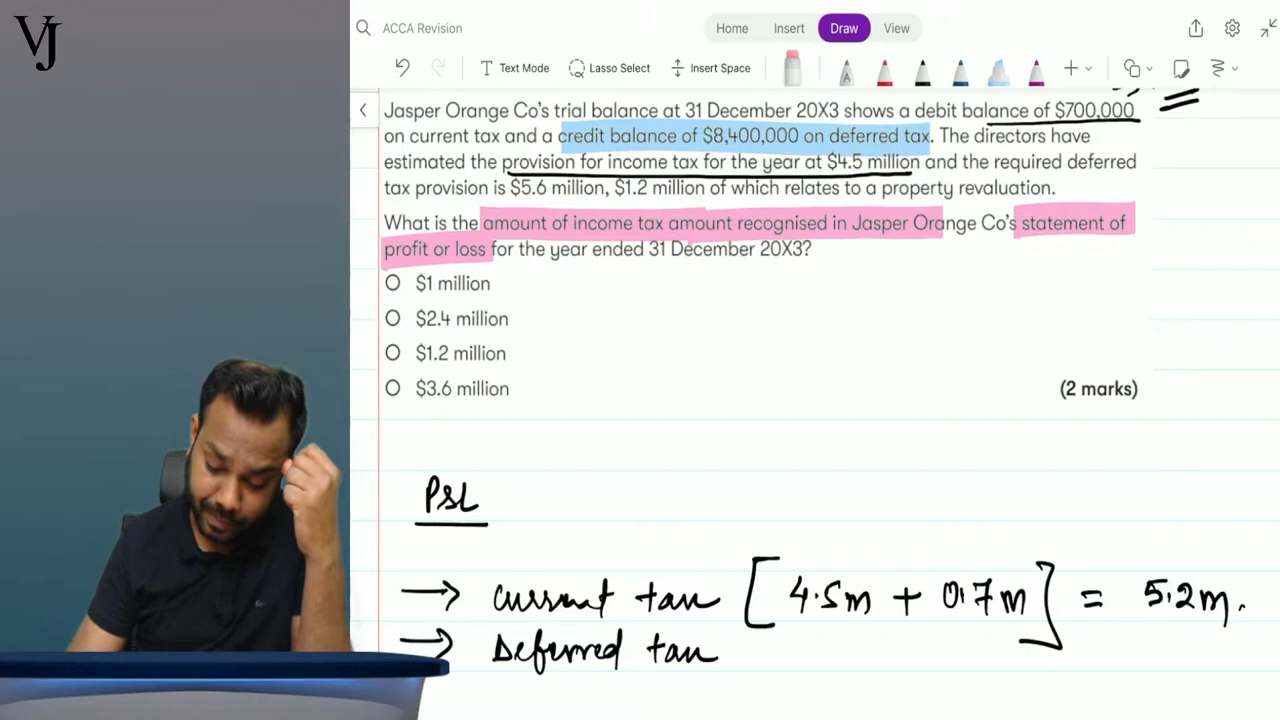 VJ
ACCA Revision
Home Insert Draw View
Text Mode Lasso Select Insert Space
Jasper Orange Co's trial balance at 31 December 20X3 shows a debit balance of $700,000
on current tax and a credit balance of $8,400,000 on deferred tax. The directors have
estimated the provision for income tax for the year at $4.5 million and the required deferred
tax provision is $5.6 million, $1.2 million of which relates to a property revaluation.
What is the amount of income tax amount recognised in Jasper Orange Co's statement of
profit or loss for the year ended 31 December 20X3?
$1 million
$2.4 million
$1.2 million
$3.6 million (2 marks)
PSL
→ Current tax [4.5m + 0.7m] = 5.2m.
→ Deferred tax